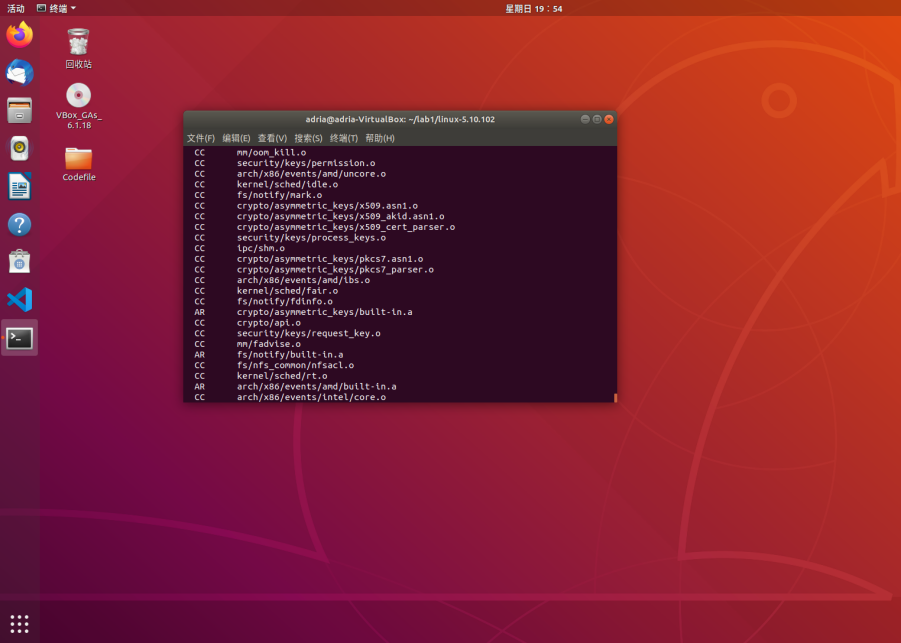 活动
终端
星期日 19：54
回收站
VBox_GAs_
6.1.18
Codefile
adria@adria-VirtualBox: ~/lab1/linux-5.10.102
文件(F) 编辑(E) 查看(V) 搜索(S) 终端(T) 帮助(H)
CC mm/oom_kill.o
CC security/keys/permission.o
CC arch/x86/events/amd/uncore.o
CC kernel/sched/idle.o
CC fs/notify/mark.o
CC crypto/asymmetric_keys/x509.asn1.o
CC crypto/asymmetric_keys/x509_akid.asn1.o
CC crypto/asymmetric_keys/x509_cert_parser.o
CC security/keys/process_keys.o
CC ipc/shm.o
CC crypto/asymmetric_keys/pkcs7.asn1.o
CC crypto/asymmetric_keys/pkcs7_parser.o
CC arch/x86/events/amd/ibs.o
CC kernel/sched/fair.o
CC fs/notify/fdinfo.o
AR crypto/asymmetric_keys/built-in.a
CC crypto/api.o
CC security/keys/request_key.o
CC mm/fadvise.o
AR fs/notify/built-in.a
CC fs/nfs_common/nfsacl.o
CC kernel/sched/rt.o
AR arch/x86/events/amd/built-in.a
CC arch/x86/events/intel/core.o